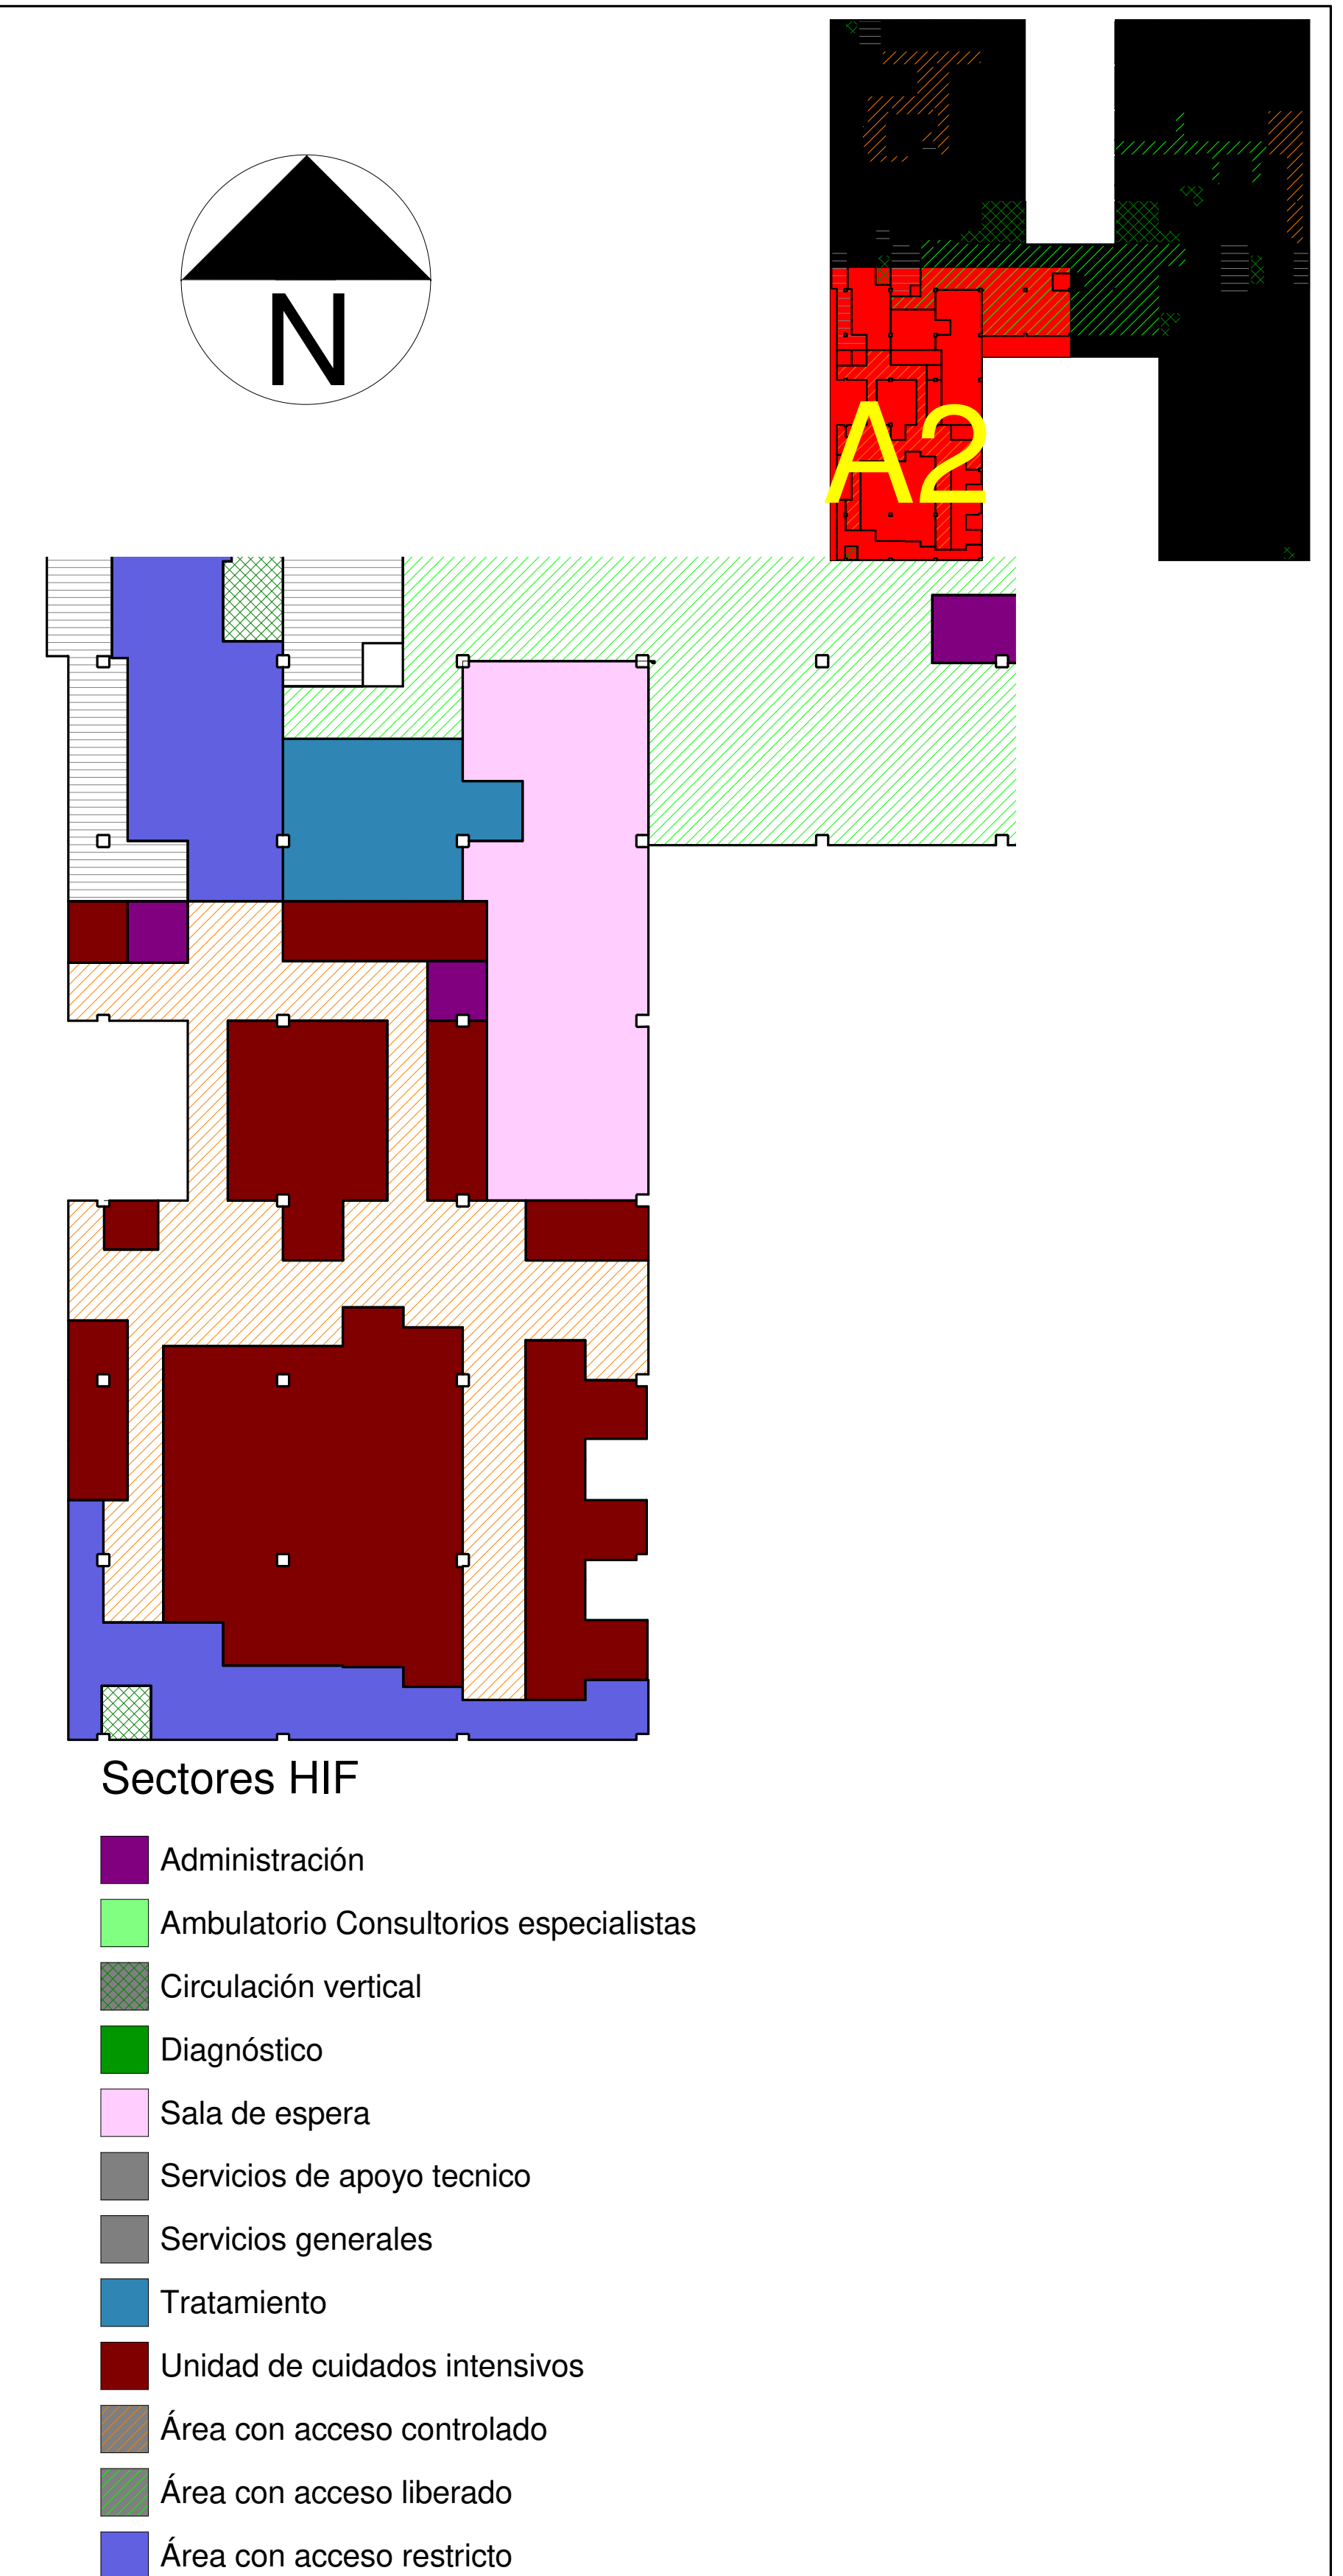 N
A2
Sectores HIF
Administración
Ambulatorio Consultorios especialistas
Circulación vertical
Diagnóstico
Sala de espera
Servicios de apoyo tecnico
Servicios generales
Tratamiento
Unidad de cuidados intensivos
Área con acceso controlado
Área con acceso liberado
Área con acceso restricto